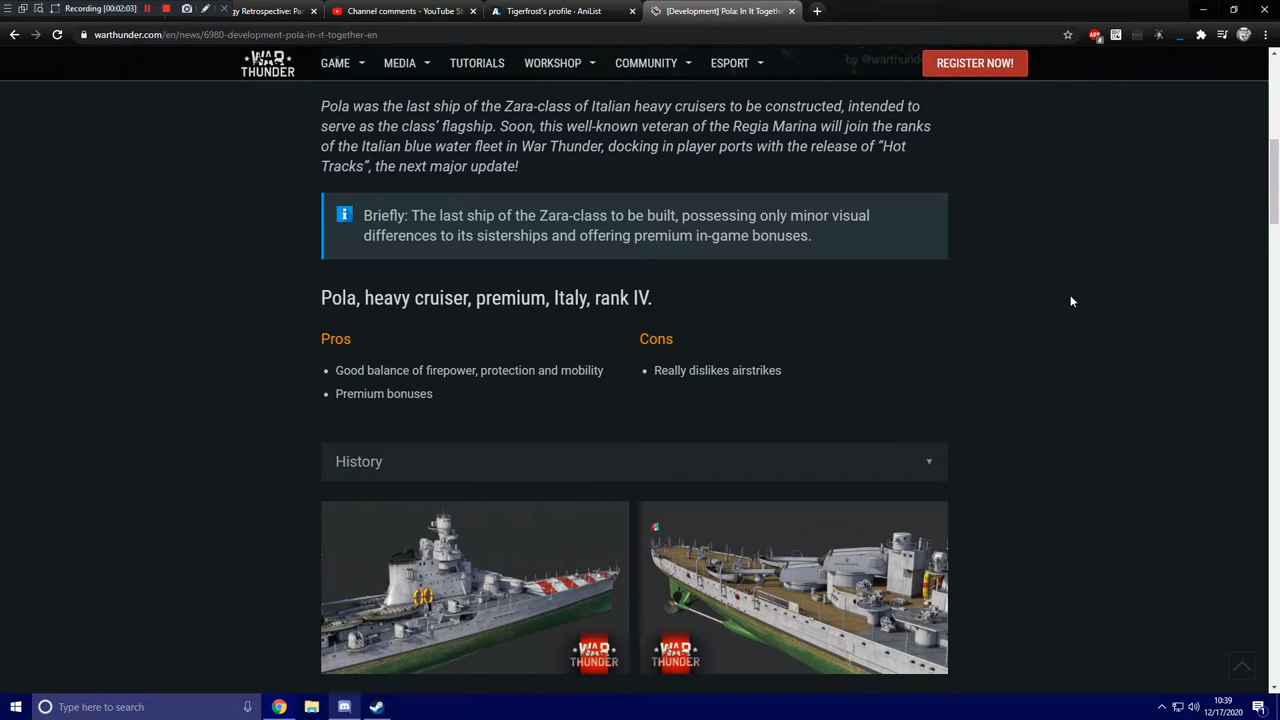 Recording [00:02:03]
gy Retrospective: Par
Channel comments - YouTube St
Tigerfrost's profile · AniList
[Development] Pola: In It Togethe
warthunder.com/en/news/6980-development-pola-in-it-together-en
WAR THUNDER
GAME
MEDIA
TUTORIALS
WORKSHOP
COMMUNITY
ESPORT
by @warthunde
REGISTER NOW!
Pola was the last ship of the Zara-class of Italian heavy cruisers to be constructed, intended to
serve as the class' flagship. Soon, this well-known veteran of the Regia Marina will join the ranks
of the Italian blue water fleet in War Thunder, docking in player ports with the release of "Hot
Tracks", the next major update!
Briefly: The last ship of the Zara-class to be built, possessing only minor visual
differences to its sisterships and offering premium in-game bonuses.
Pola, heavy cruiser, premium, Italy, rank IV.
Pros
Cons
• Good balance of firepower, protection and mobility
• Really dislikes airstrikes
• Premium bonuses
History
WAR THUNDER
WAR THUNDER
Type here to search
10:39
12/17/2020